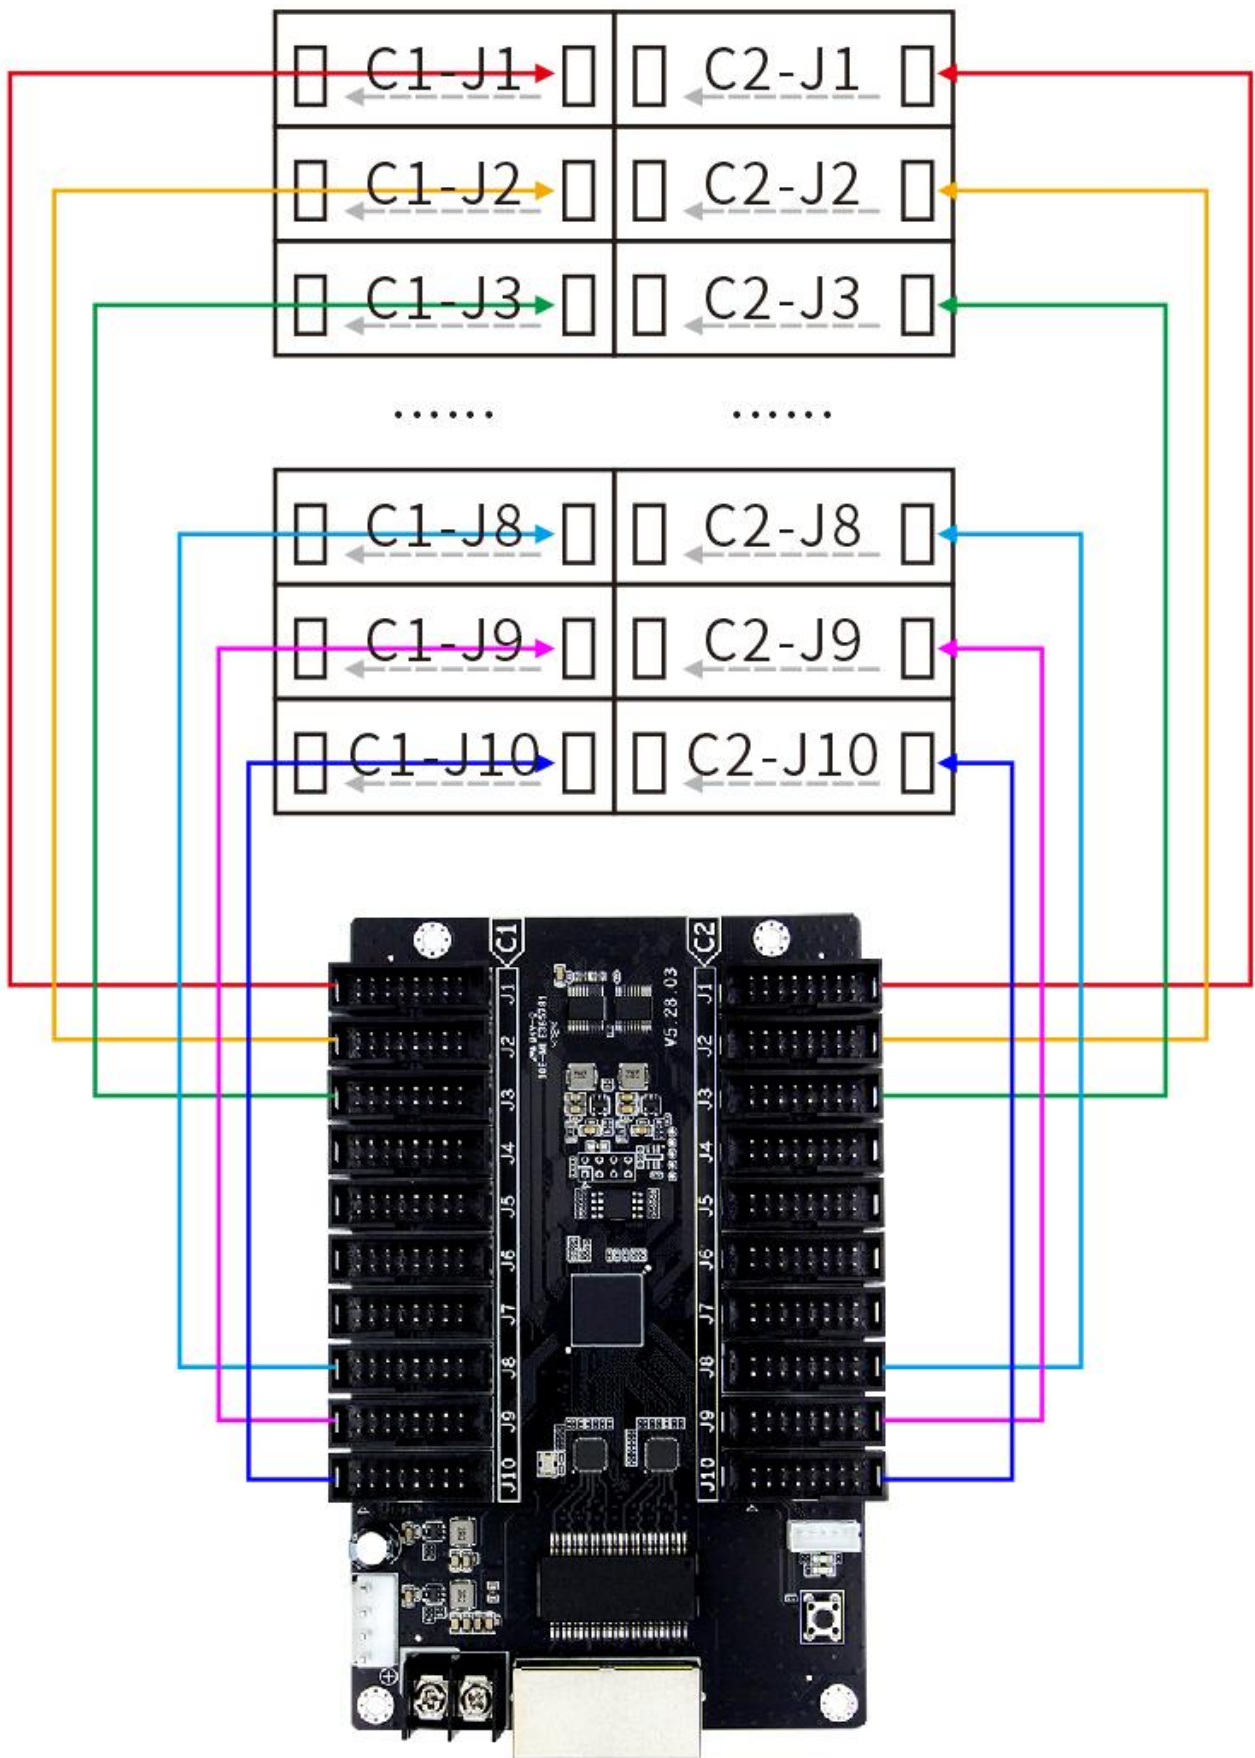 C1-J1 C2-J1
C1-J2 C2-J2
C1-J3 C2-J3
...... ......
C1-J8 C2-J8
C1-J9 C2-J9
C1-J10 C2-J10
C1 C2
J1 J1
V5.28.03
J2 J2
J3 J3
J4 J4
J5 J5
J6 J6
J7 J7
J8 J8
J9 J9
J10 J10